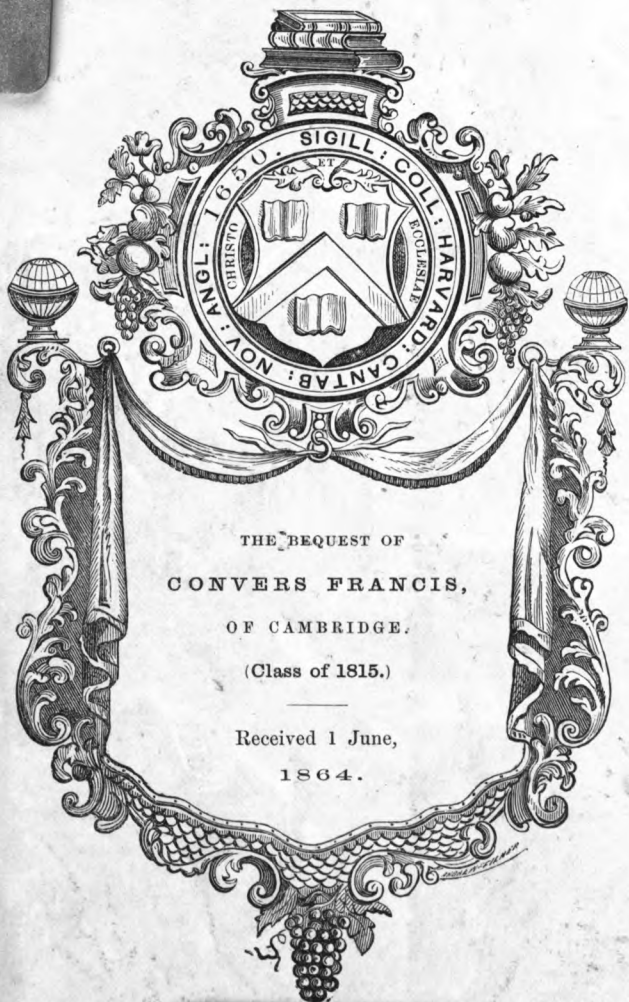 SIGILL: COLL: HARVARD: CANTAB: NOV: ANGL: 1650.
ET
CHRISTO
ECCLESIAE
THE BEQUEST OF
CONVERS FRANCIS,
OF CAMBRIDGE.
(Class of 1815.)
Received 1 June,
1864.